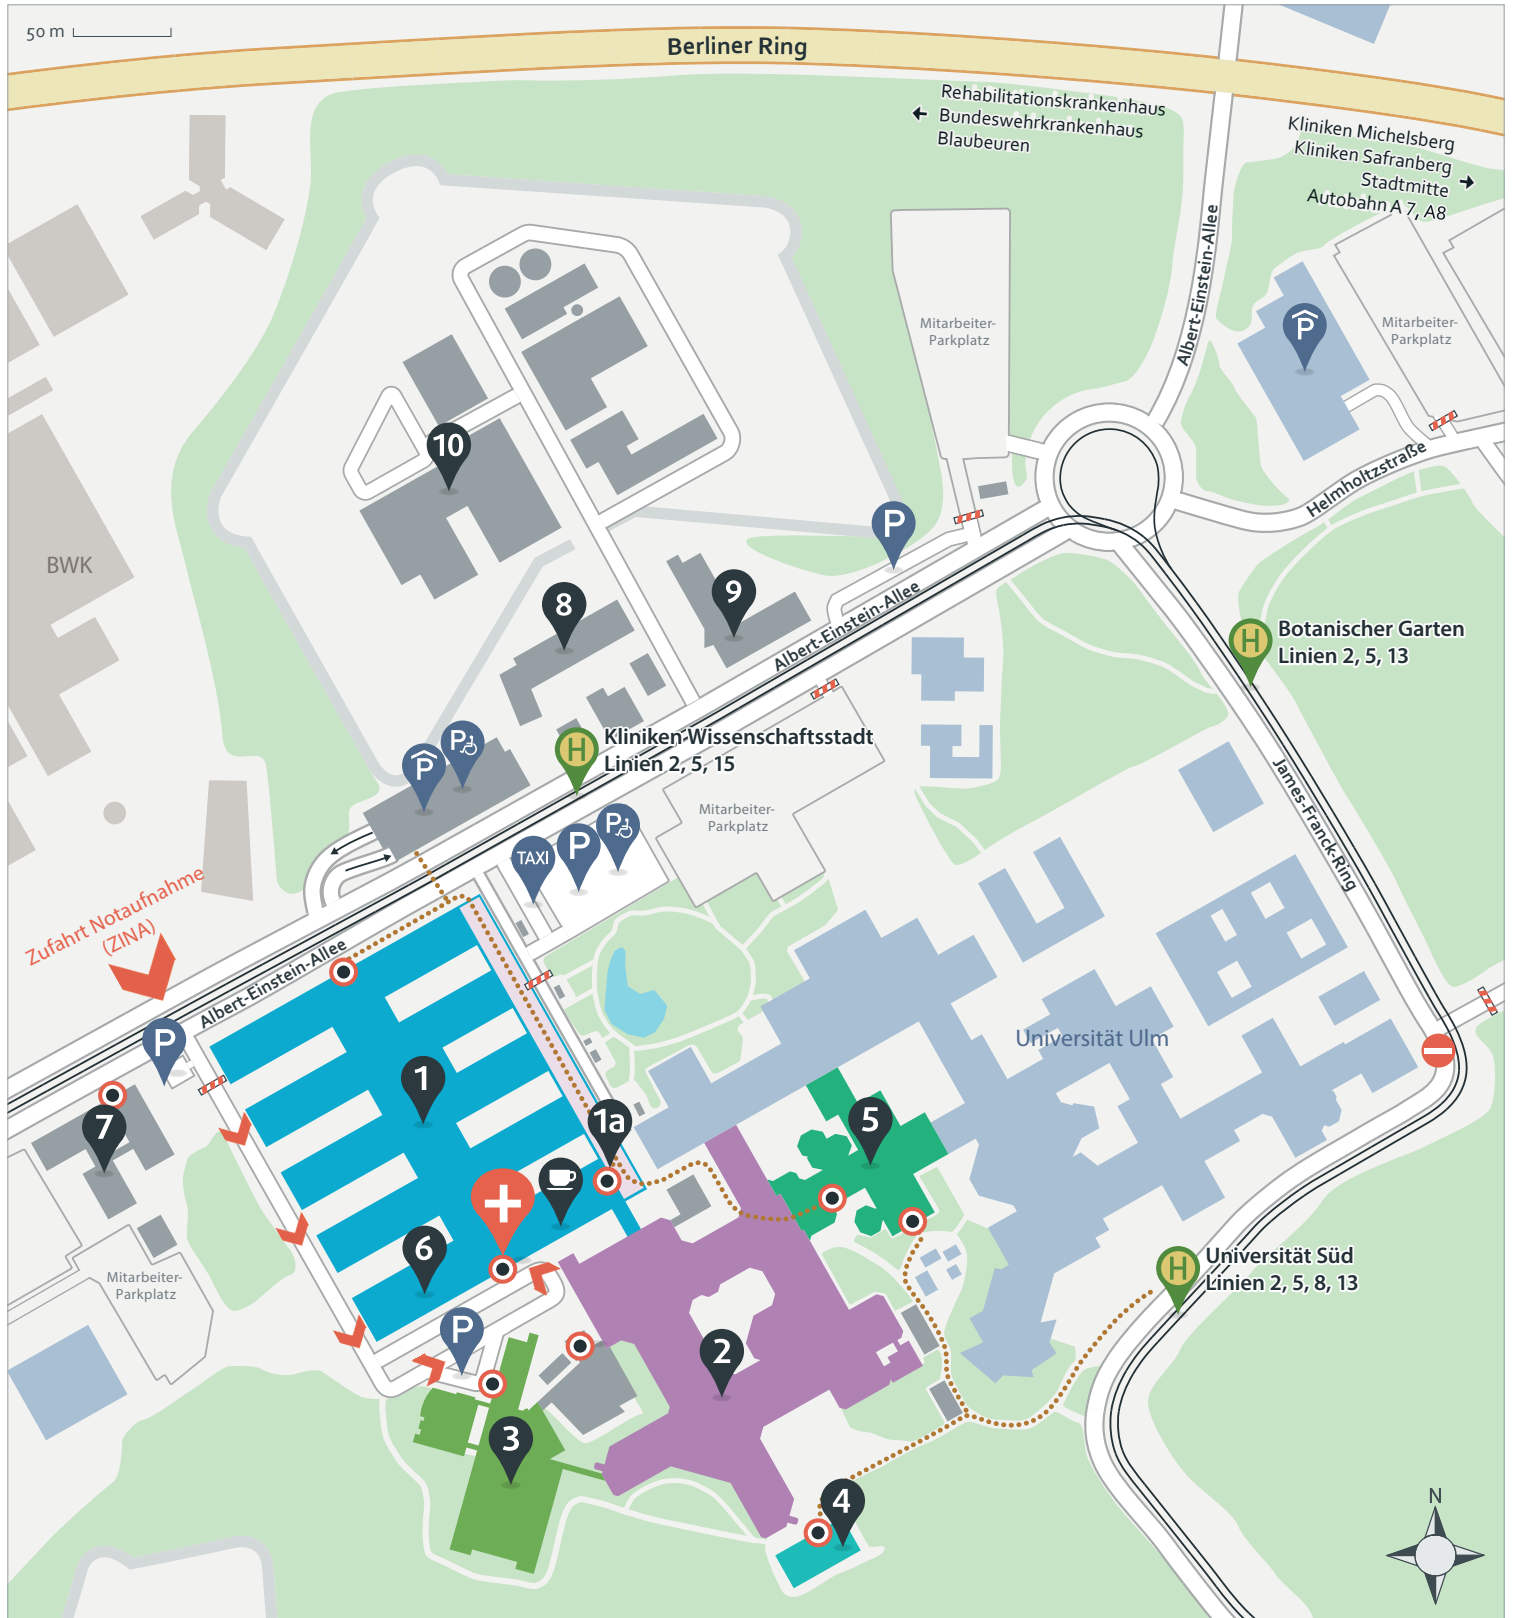 50 m
Berliner Ring
Rehabilitationskrankenhaus
Bundeswehrkrankenhaus
Blaubeuren
Kliniken Michelsberg
Kliniken Safranberg
Stadtmitte
Autobahn A 7, A8
Albert-Einstein-Allee
Mitarbeiter-
Parkplatz
P
Mitarbeiter-
Parkplatz
10
Helmholtzstraße
P
BWK
8
9
Albert-Einstein-Allee
H
Botanischer Garten
Linien 2, 5, 13
P
P
H
Kliniken Wissenschaftsstadt
Linien 2, 5, 15
James-Franck-Ring
Mitarbeiter-
Parkplatz
TAXI
P
P
Zufahrt Notaufnahme
(ZINA)
Albert-Einstein-Allee
P
Universität Ulm
1
7
1a
5
6
Mitarbeiter-
Parkplatz
H
Universität Süd
Linien 2, 5, 8, 13
P
2
3
4
N